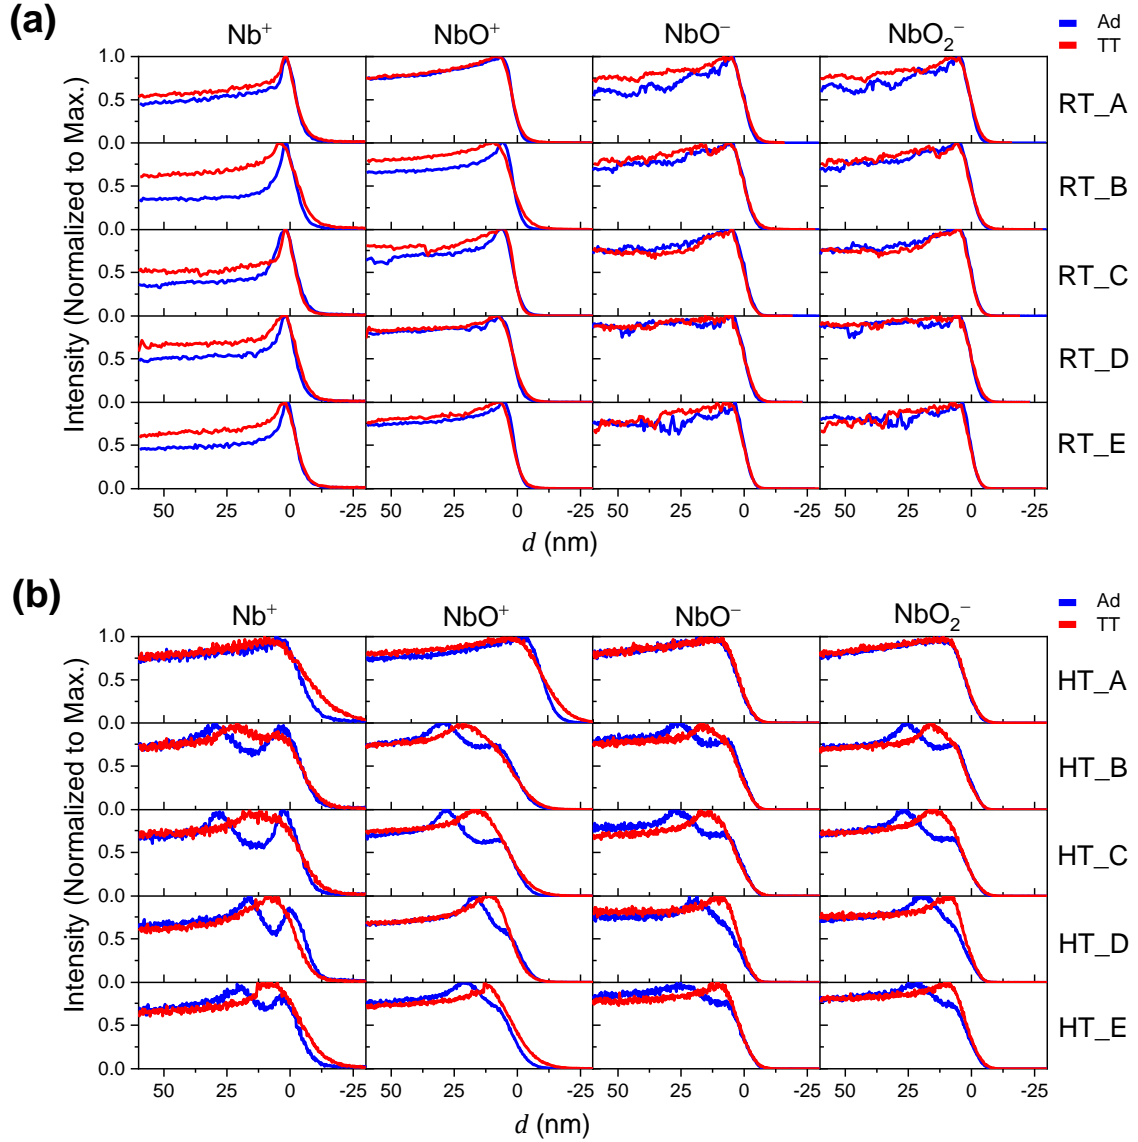 (a)
Nb⁺ NbO⁺ NbO⁻ NbO₂⁻
Ad
TT
Intensity (Normalized to Max.)
1.0
0.5
0.0
RT_A
0.5
0.0
RT_B
0.5
0.0
RT_C
0.5
0.0
RT_D
0.5
0.0
RT_E
50 25 0 -25 50 25 0 -25 50 25 0 -25 50 25 0 -25
d (nm)
(b)
Nb⁺ NbO⁺ NbO⁻ NbO₂⁻
Ad
TT
Intensity (Normalized to Max.)
1.0
0.5
0.0
HT_A
0.5
0.0
HT_B
0.5
0.0
HT_C
0.5
0.0
HT_D
0.5
0.0
HT_E
50 25 0 -25 50 25 0 -25 50 25 0 -25 50 25 0 -25
d (nm)